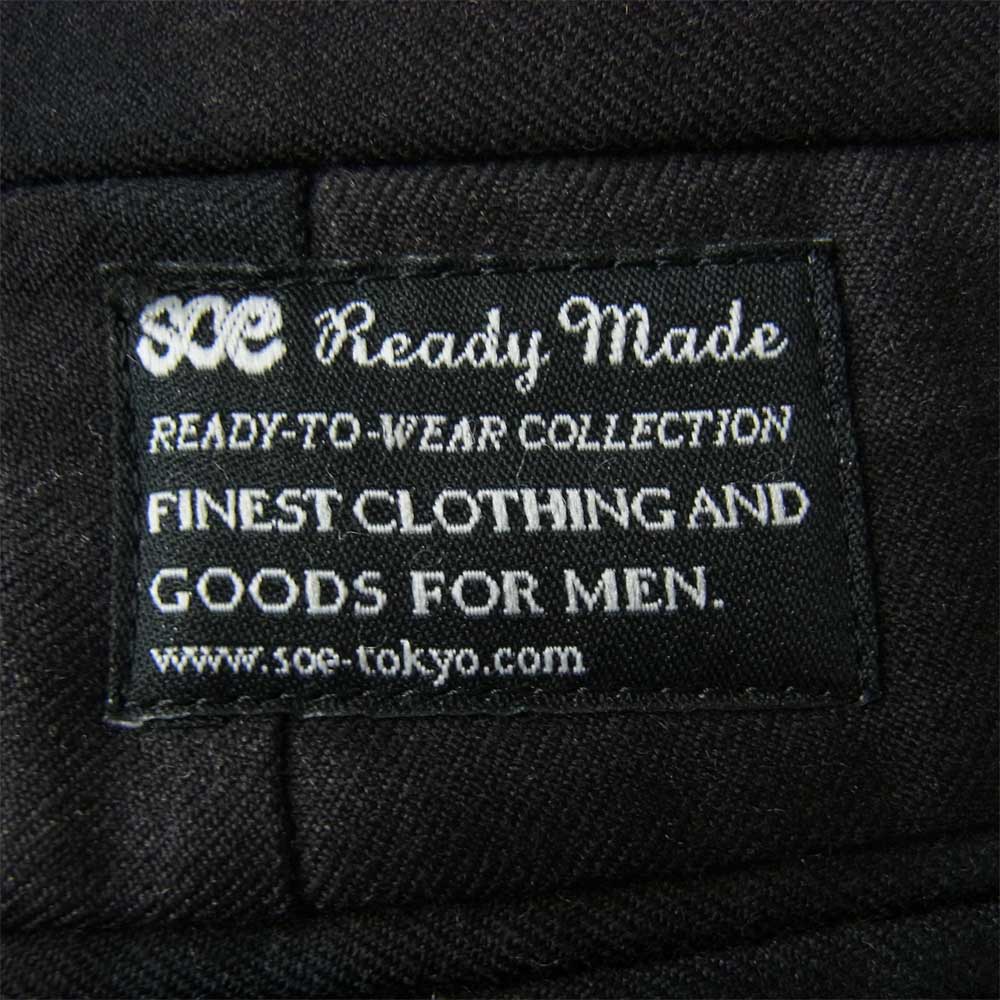 SOE Ready Made
READY-TO-WEAR COLLECTION
FINEST CLOTHING AND
GOODS FOR MEN.
www.soe-tokyo.com